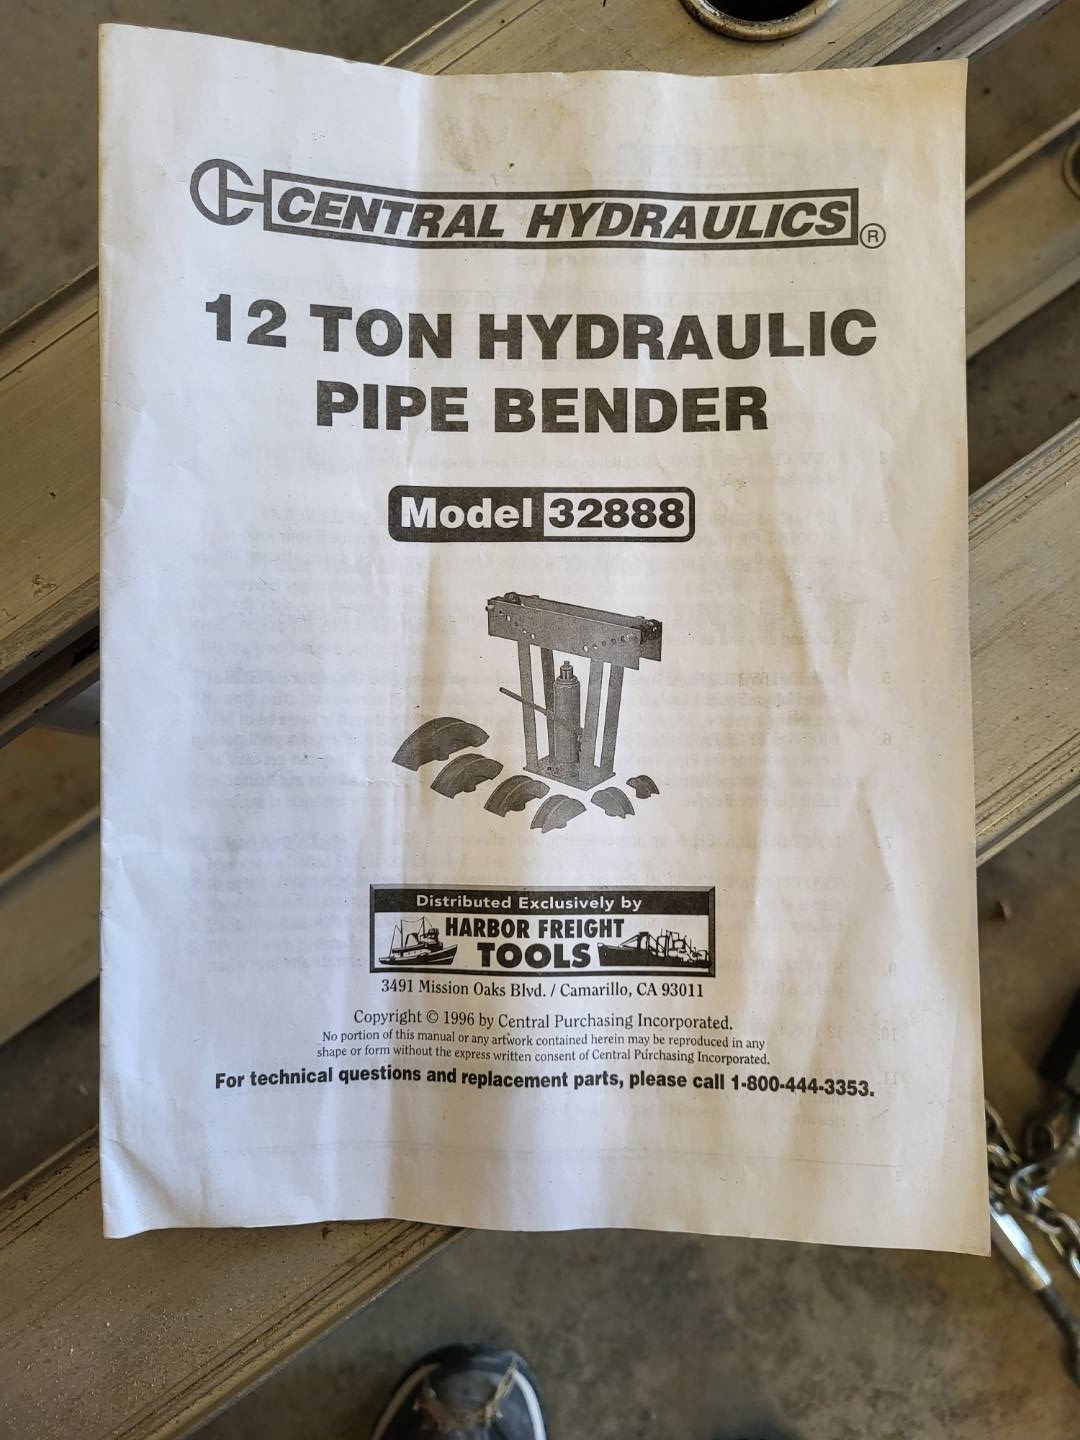 CENTRAL HYDRAULICS®
12 TON HYDRAULIC
PIPE BENDER
Model 32888
Distributed Exclusively by
HARBOR FREIGHT
TOOLS
3491 Mission Oaks Blvd. / Camarillo, CA 93011
Copyright © 1996 by Central Purchasing Incorporated.
No portion of this manual or any artwork contained herein may be reproduced in any
shape or form without the express written consent of Central Purchasing Incorporated.
For technical questions and replacement parts, please call 1-800-444-3353.